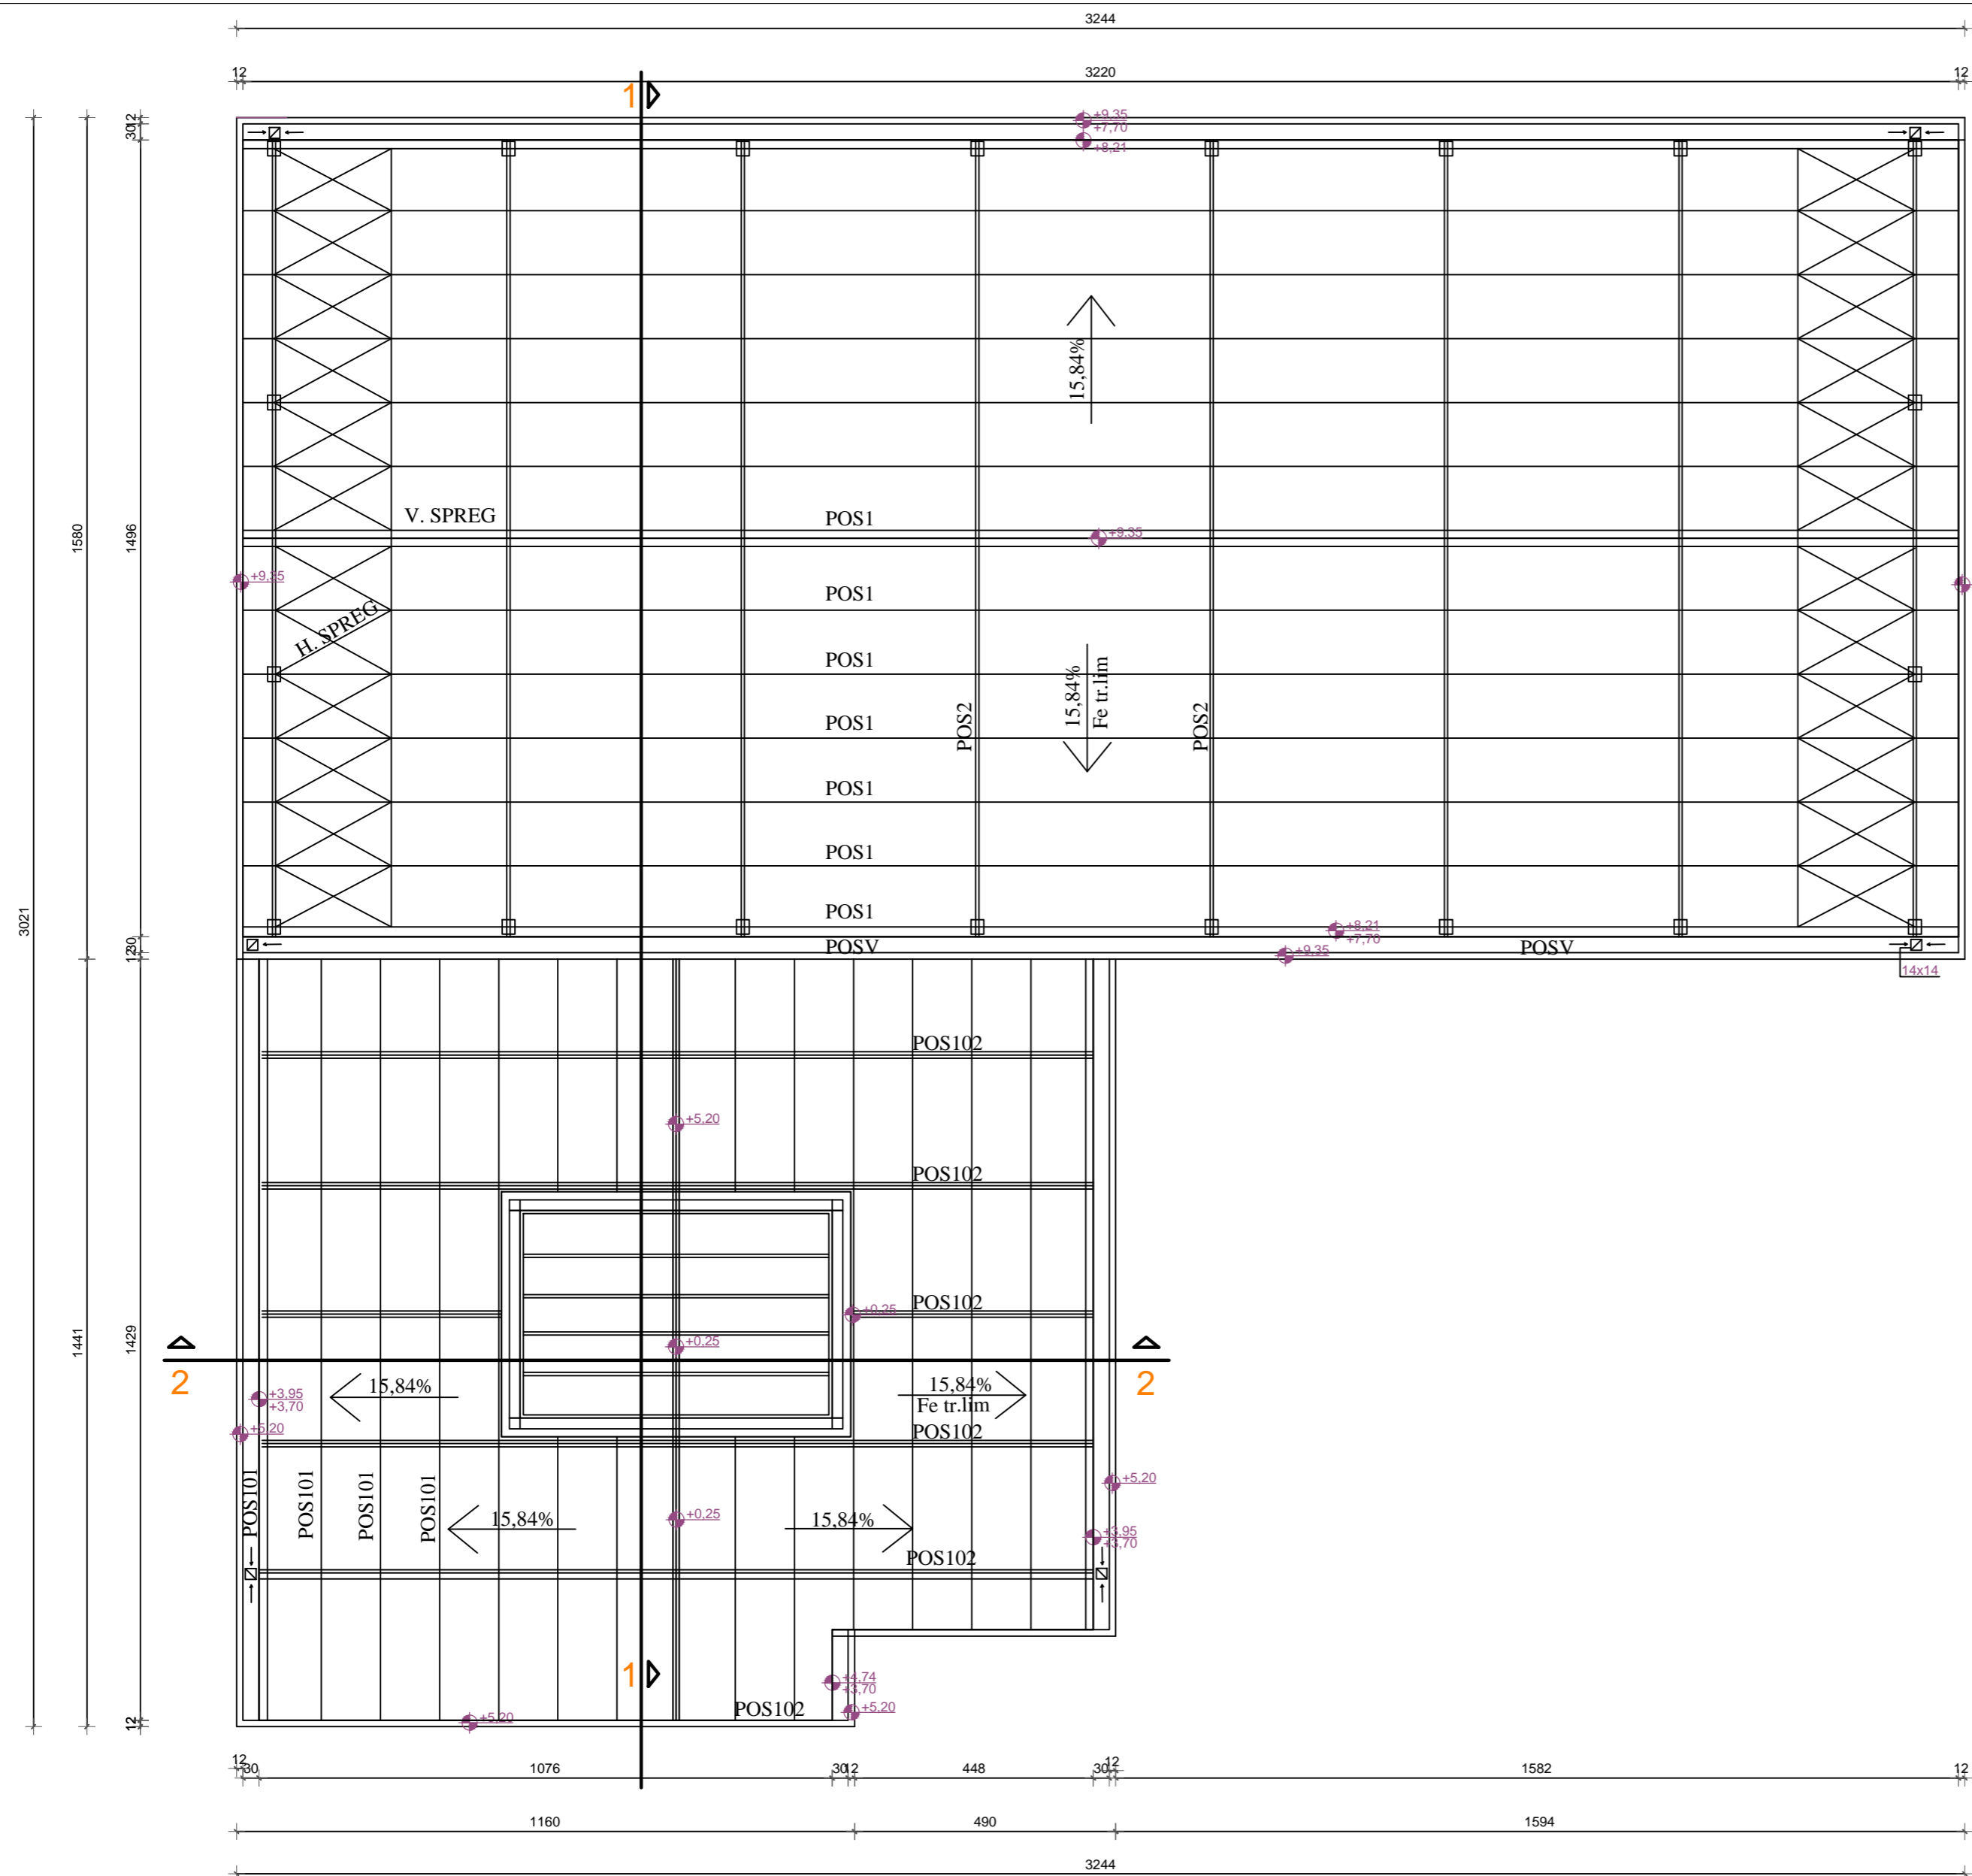 3244
12
3220
12
1
+9.35
+7,70
+8,21
12
30
15,84%
1580
1496
V. SPREG
POS1
+9.35
+9.35
POS1
H. SPREG
POS1
15,84%
Fe tr.lim
POS1
POS2
POS2
POS1
POS1
POS1
3021
30
12
POSV
+8.21
+7,70
+9.35
POSV
14x14
POS102
+5,20
POS102
POS102
+0,25
+0,25
1441
1429
2
2
15,84%
15,84%
Fe tr.lim
+3,95
+3,70
+5.20
POS102
POS101
POS101
POS101
POS101
+5.20
15,84%
+0,25
15,84%
+3,95
+3,70
POS102
1
+4.74
+3,70
+5.20
POS102
+5.20
12
12
30
1076
30
12
448
30
12
1582
12
1160
490
1594
3244